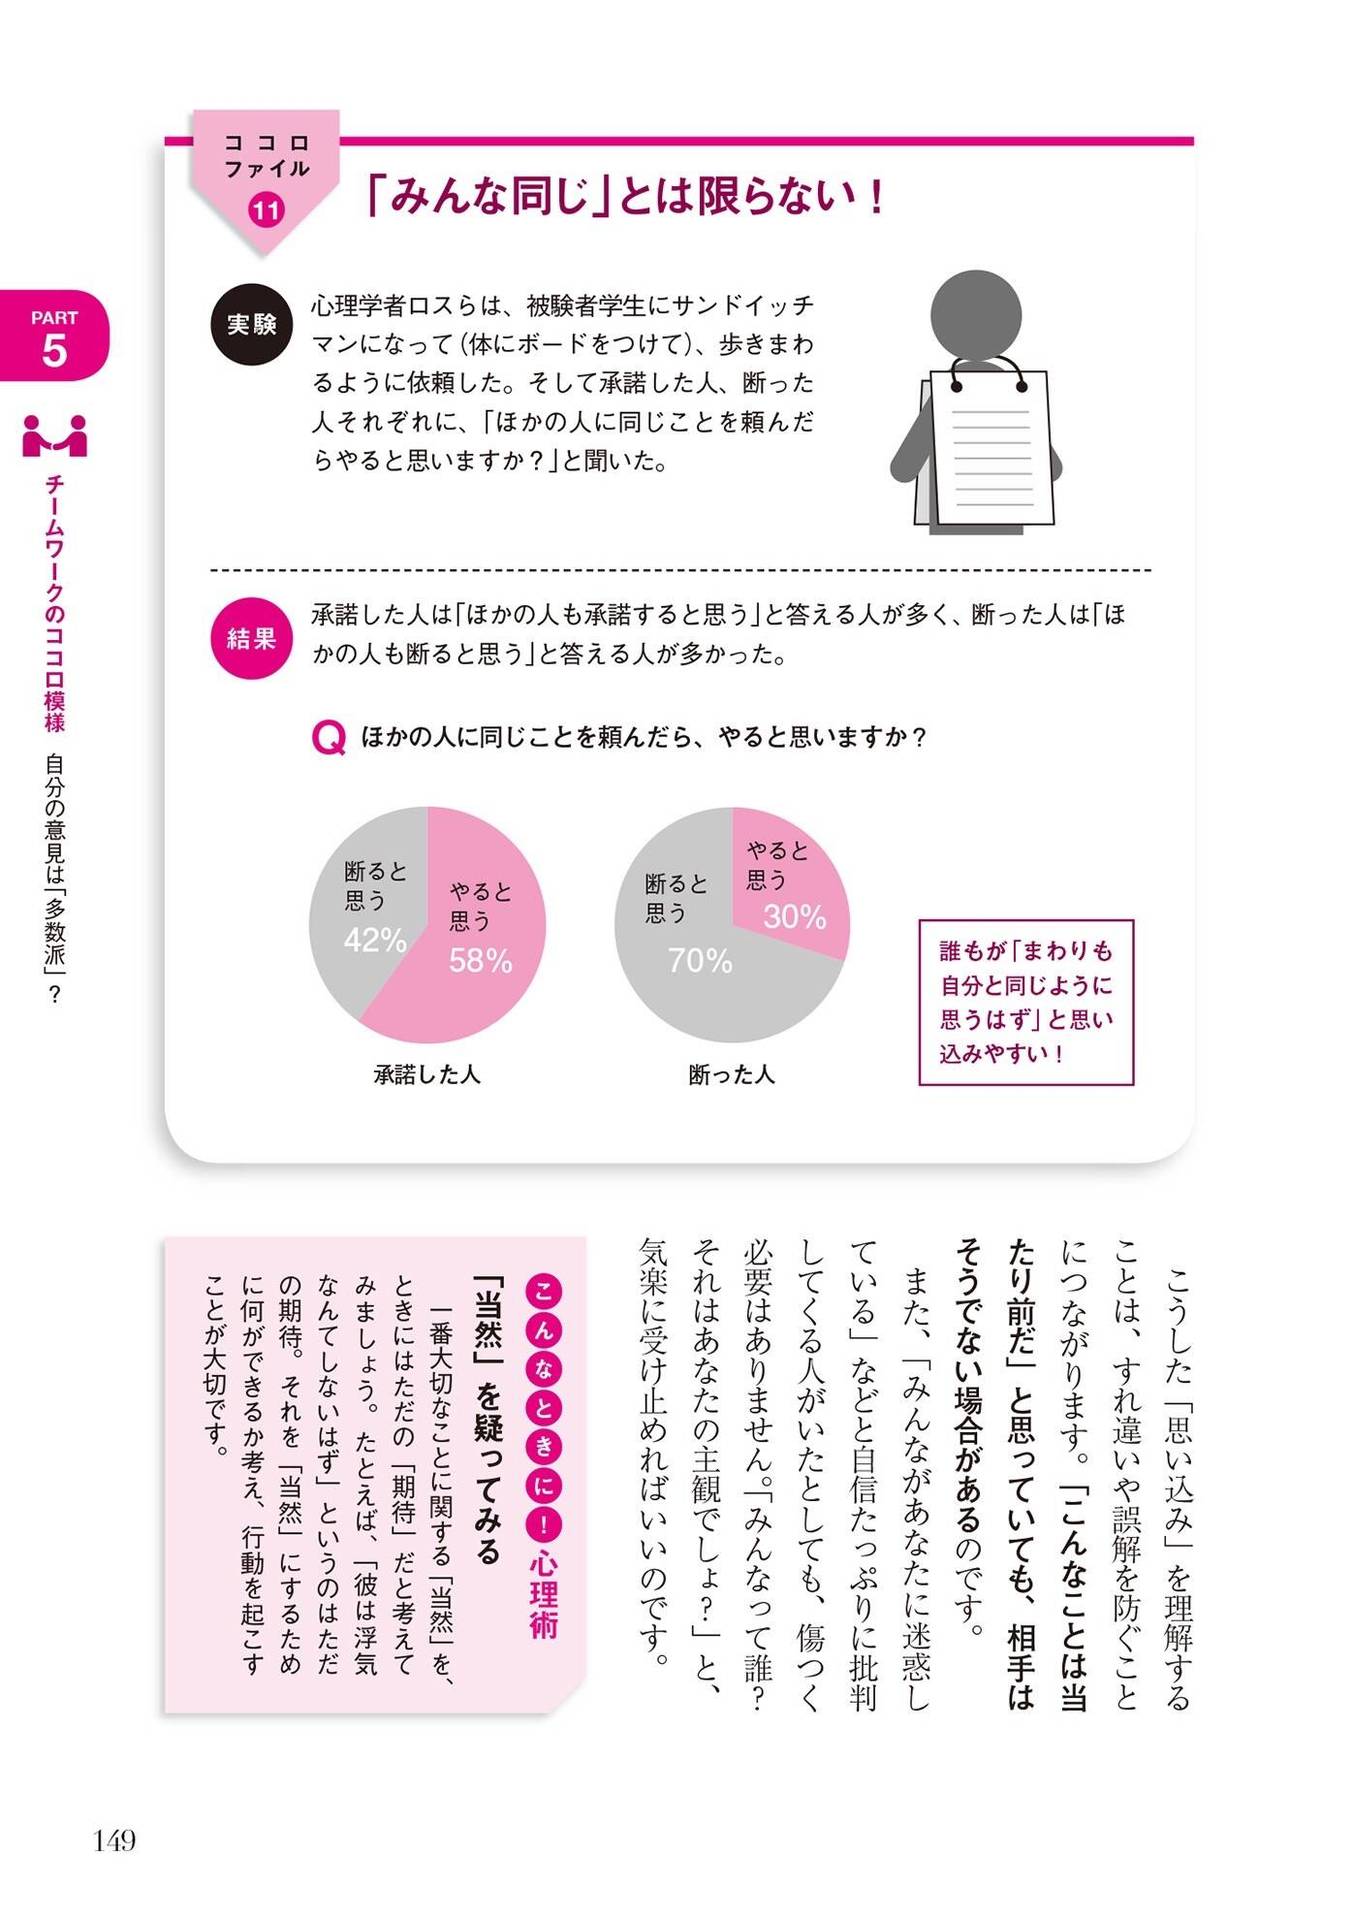 ココロ
ファイル
11
「みんな同じ」とは限らない！
PART
5
チームワークのココロ模様　自分の意見は「多数派」？
実験
心理学者ロスらは、被験者学生にサンドイッチ
マンになって（体にボードをつけて）、歩きまわ
るように依頼した。そして承諾した人、断った
人それぞれに、「ほかの人に同じことを頼んだ
らやると思いますか？」と聞いた。
結果
承諾した人は「ほかの人も承諾すると思う」と答える人が多く、断った人は「ほ
かの人も断ると思う」と答える人が多かった。
Q ほかの人に同じことを頼んだら、やると思いますか？
断ると
思う
42%
やると
思う
58%
承諾した人
断ると
思う
70%
やると
思う
30%
断った人
誰もが「まわりも
自分と同じように
思うはず」と思い
込みやすい！
こうした「思い込み」を理解する
ことは、すれ違いや誤解を防ぐこと
につながります。「こんなことは当
たり前だ」と思っていても、相手は
そうでない場合があるのです。
また、「みんながあなたに迷惑し
ている」などと自信たっぷりに批判
してくる人がいたとしても、傷つく
必要はありません。「みんなって誰？
それはあなたの主観でしょ？」と、
気楽に受け止めればいいのです。
こんなときに！心理術
「当然」を疑ってみる
一番大切なことに関する「当然」を、
ときにはただの「期待」だと考えて
みましょう。たとえば、「彼は浮気
なんてしないはず」というのはただ
の期待。それを「当然」にするため
に何ができるか考え、行動を起こす
ことが大切です。
149